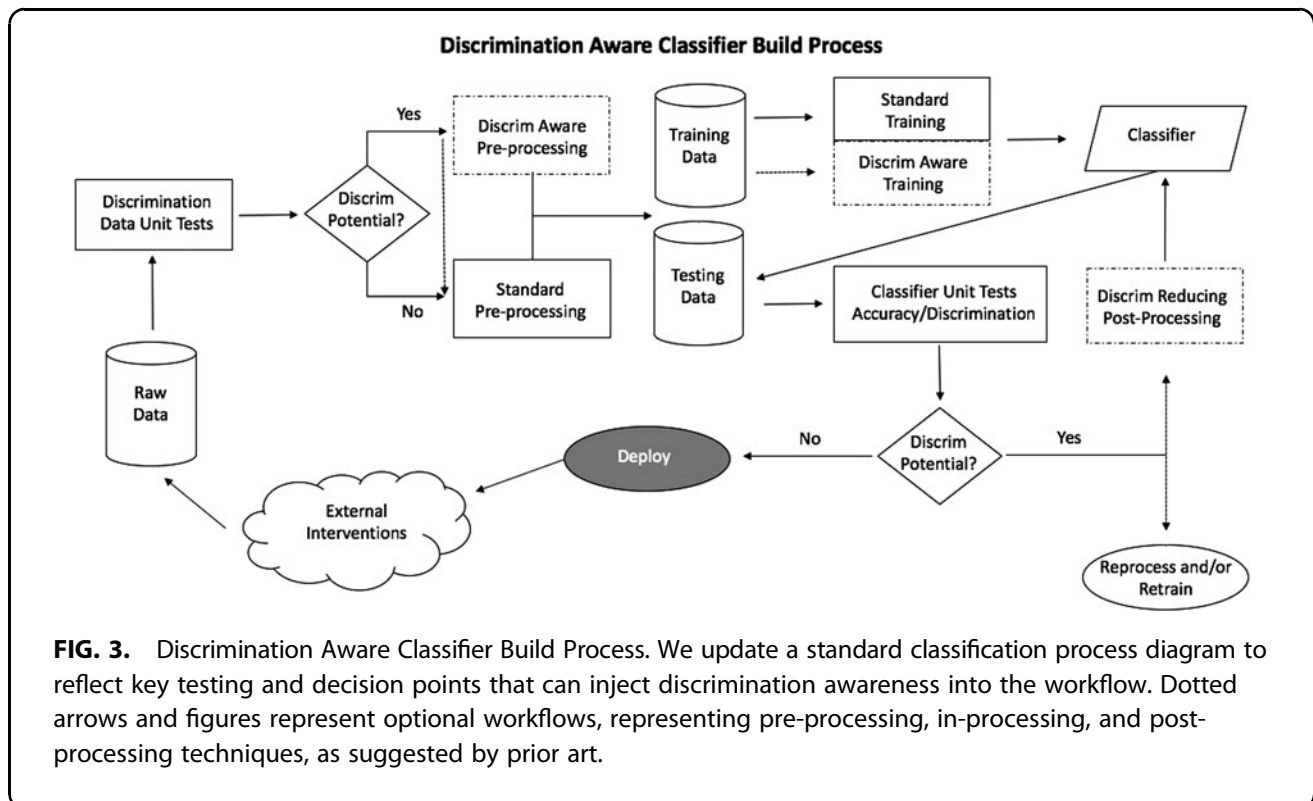 Discrimination Aware Classifier Build Process
Yes
Discrim Aware
Pre-processing
Training
Data
Standard
Training
Discrim Aware
Training
Classifier
Discrimination
Data Unit Tests
Discrim
Potential?
No
Standard
Pre-processing
Testing
Data
Classifier Unit Tests
Accuracy/Discrimination
Discrim Reducing
Post-Processing
Raw
Data
Deploy
No
Discrim
Potential?
Yes
External
Interventions
Reprocess and/or
Retrain
FIG. 3. Discrimination Aware Classifier Build Process. We update a standard classification process diagram to
reflect key testing and decision points that can inject discrimination awareness into the workflow. Dotted
arrows and figures represent optional workflows, representing pre-processing, in-processing, and post-
processing techniques, as suggested by prior art.